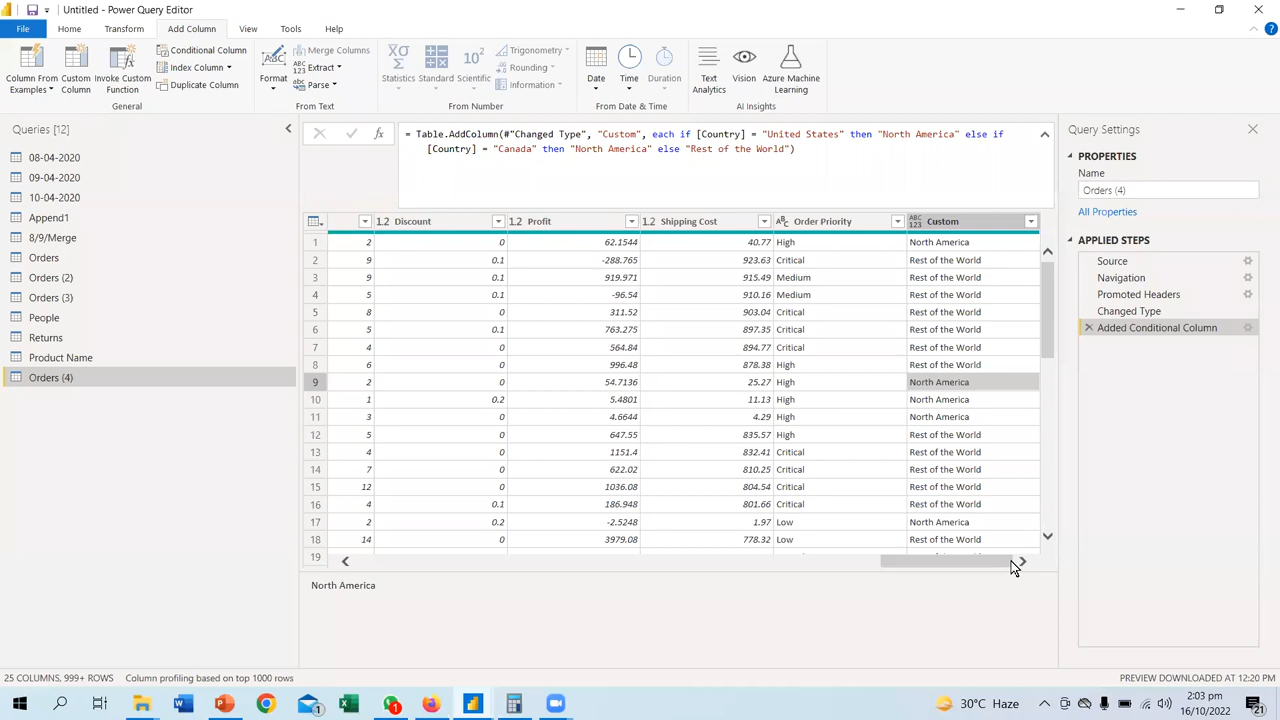 Untitled - Power Query Editor
File Home Transform Add Column View Tools Help
Column From Examples
Custom Column
Invoke Custom Function
Conditional Column
Index Column
Duplicate Column
General
Format
Merge Columns
Extract
Parse
From Text
Statistics
Standard
Scientific
Trigonometry
Rounding
Information
From Number
Date
Time
Duration
From Date & Time
Text Analytics
Vision
Azure Machine Learning
AI Insights
Queries [12]
08-04-2020
09-04-2020
10-04-2020
Append1
8/9/Merge
Orders
Orders (2)
Orders (3)
People
Returns
Product Name
Orders (4)
= Table.AddColumn(#"Changed Type", "Custom", each if [Country] = "United States" then "North America" else if
[Country] = "Canada" then "North America" else "Rest of the World")
1.2 Discount 1.2 Profit 1.2 Shipping Cost ABC Order Priority ABC 123 Custom
1 2 0 62.1544 40.77 High North America
2 9 0.1 -288.765 923.63 Critical Rest of the World
3 9 0.1 919.971 915.49 Medium Rest of the World
4 5 0.1 -96.54 910.16 Medium Rest of the World
5 8 0 311.52 903.04 Critical Rest of the World
6 5 0.1 763.275 897.35 Critical Rest of the World
7 4 0 564.84 894.77 Critical Rest of the World
8 6 0 996.48 878.38 High Rest of the World
9 2 0 54.7136 25.27 High North America
10 1 0.2 5.4801 11.13 High North America
11 3 0 4.6644 4.29 High North America
12 5 0 647.55 835.57 High Rest of the World
13 4 0 1151.4 832.41 Critical Rest of the World
14 7 0 622.02 810.25 Critical Rest of the World
15 12 0 1036.08 804.54 Critical Rest of the World
16 4 0.1 186.948 801.66 Critical Rest of the World
17 2 0.2 -2.5248 1.97 Low North America
18 14 0 3979.08 778.32 Low Rest of the World
19
North America
Query Settings
PROPERTIES
Name
Orders (4)
All Properties
APPLIED STEPS
Source
Navigation
Promoted Headers
Changed Type
Added Conditional Column
25 COLUMNS, 999+ ROWS Column profiling based on top 1000 rows
PREVIEW DOWNLOADED AT 12:20 PM
30°C Haze
2:03 pm
16/10/2022
21